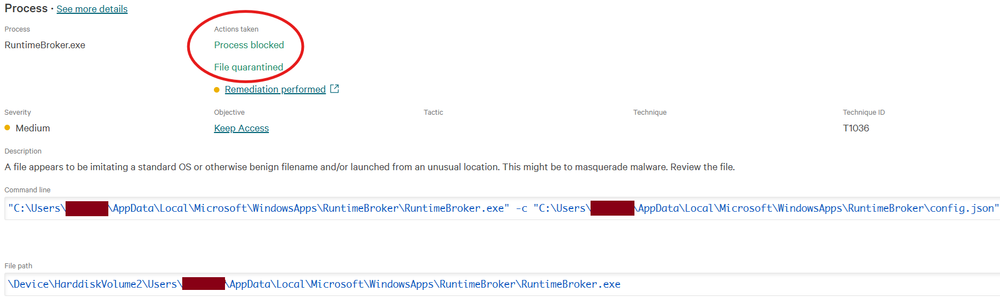 Process · See more details
Process
Actions taken
RuntimeBroker.exe
Process blocked
File quarantined
Remediation performed
Severity
Objective
Tactic
Technique
Technique ID
Medium
Keep Access
T1036
Description
A file appears to be imitating a standard OS or otherwise benign filename and/or launched from an unusual location. This might be to masquerade malware. Review the file.
Command line
"C:\Users\ \AppData\Local\Microsoft\WindowsApps\RuntimeBroker\RuntimeBroker.exe" -c "C:\Users\ \AppData\Local\Microsoft\WindowsApps\RuntimeBroker\config.json"
File path
\Device\HarddiskVolume2\Users\ \AppData\Local\Microsoft\WindowsApps\RuntimeBroker\RuntimeBroker.exe